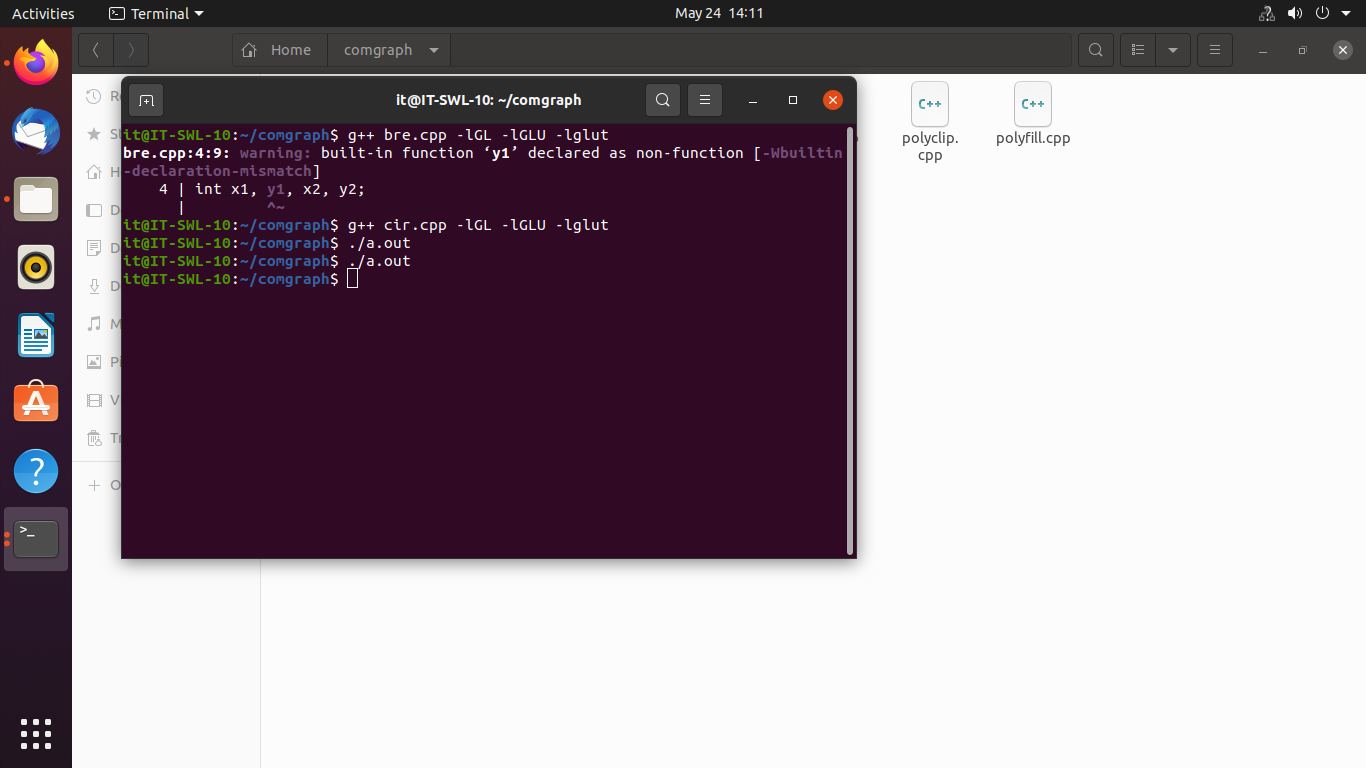 Activities
Terminal
May 24 14:11
Home
comgraph
it@IT-SWL-10: ~/comgraph
it@IT-SWL-10:~/comgraph$ g++ bre.cpp -lGL -lGLU -lglut
bre.cpp:4:9: warning: built-in function ‘y1’ declared as non-function [-Wbuiltin
-declaration-mismatch]
4 | int x1, y1, x2, y2;
| ^~
it@IT-SWL-10:~/comgraph$ g++ cir.cpp -lGL -lGLU -lglut
it@IT-SWL-10:~/comgraph$ ./a.out
it@IT-SWL-10:~/comgraph$ ./a.out
it@IT-SWL-10:~/comgraph$
C++
polyclip.
cpp
C++
polyfill.cpp